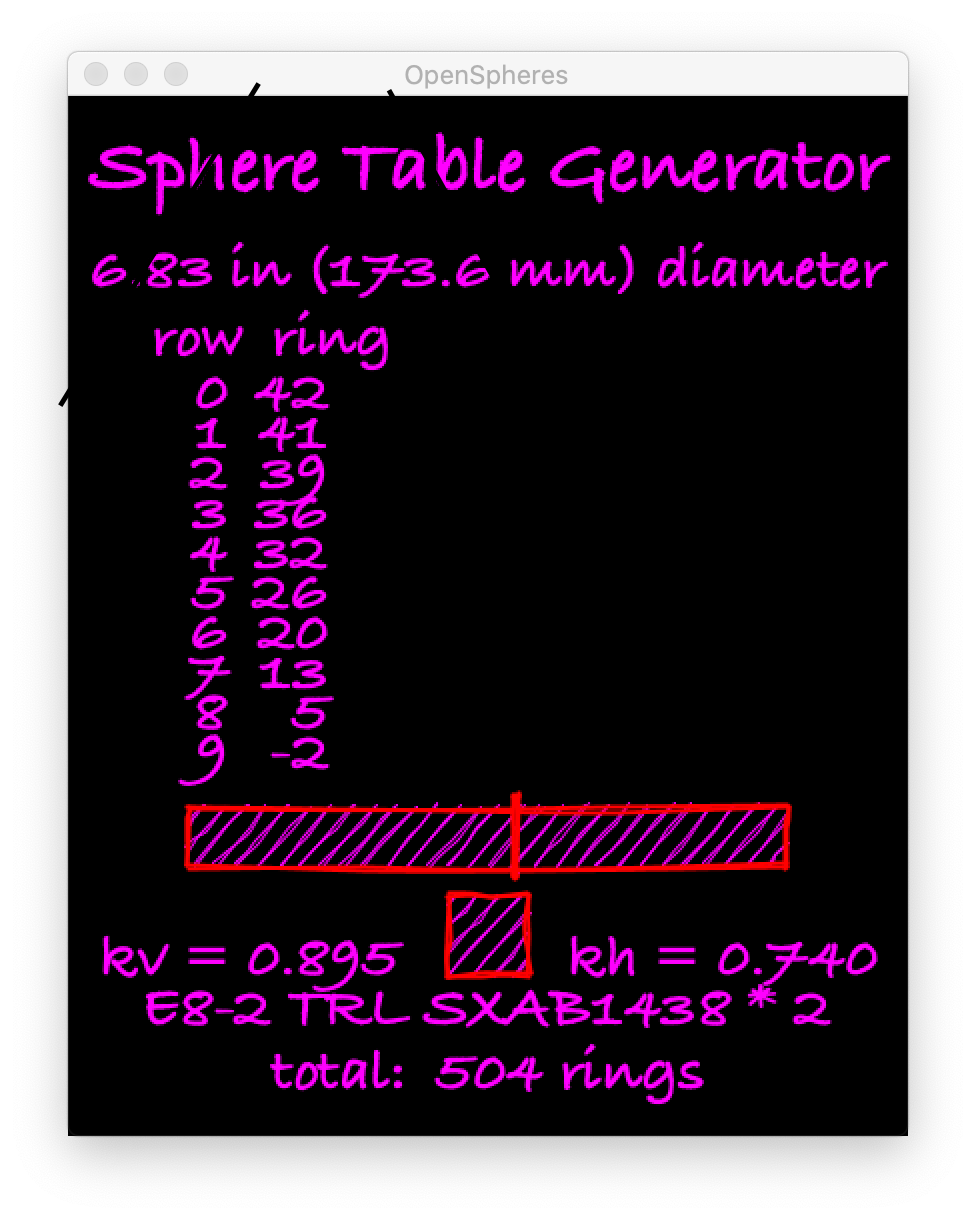 OpenSpheres
Sphere Table Generator
6.83 in (173.6 mm) diameter
row ring
0 42
1 41
2 39
3 36
4 32
5 26
6 20
7 13
8 5
9 -2
kv = 0.895 kh = 0.740
E8-2 TRL SXAB1438 * 2
total: 504 rings